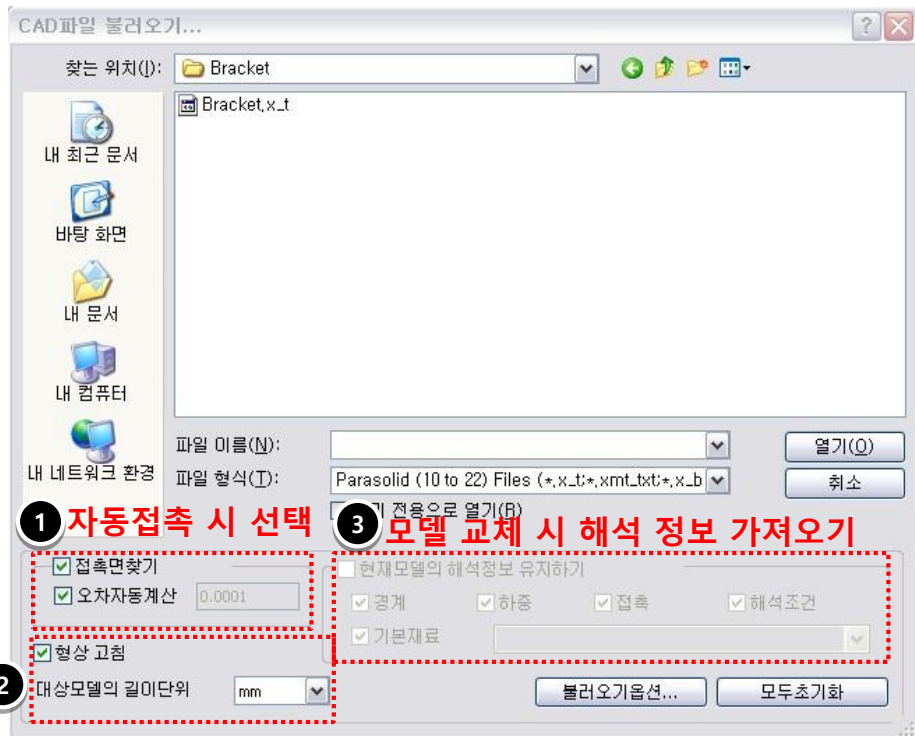 CAD파일 불러오기...
찾는 위치(I):
Bracket
Bracket.x_t
내 최근 문서
바탕 화면
내 문서
내 컴퓨터
내 네트워크 환경
파일 이름(N):
열기(O)
파일 형식(T):
Parasolid (10 to 22) Files (*.x_t;*.xmt_txt;*.x_b
취소
전용으로 열기(R)
1 자동접촉 시 선택
3 모델 교체 시 해석 정보 가져오기
접촉면찾기
오차자동계산 0.0001
현재모델의 해석정보 유지하기
경계 하중 접촉 해석조건
기본재료
2
형상 고침
대상모델의 길이단위 mm
불러오기옵션...
모두초기화